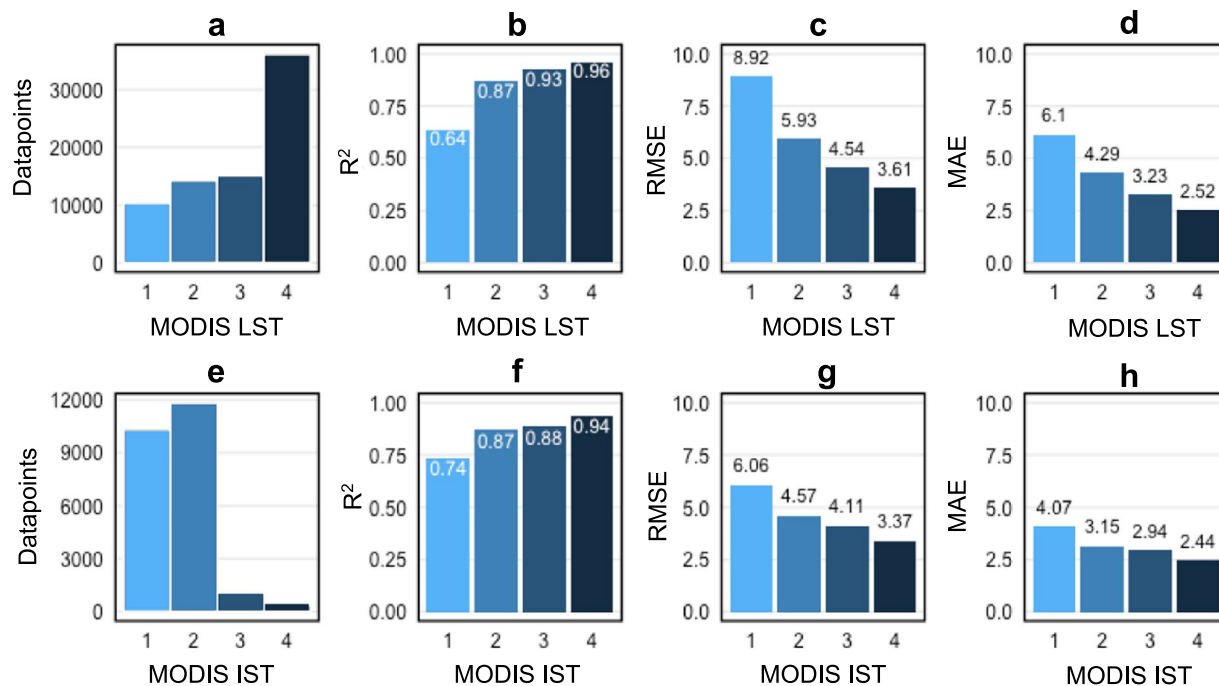 a
b
c
d
Datapoints
30000
20000
10000
0
1 2 3 4
MODIS LST
R²
1.00
0.75
0.50
0.25
0.00
0.64
0.87
0.93
0.96
1 2 3 4
MODIS LST
RMSE
10.0
7.5
5.0
2.5
0.0
8.92
5.93
4.54
3.61
1 2 3 4
MODIS LST
MAE
10.0
7.5
5.0
2.5
0.0
6.1
4.29
3.23
2.52
1 2 3 4
MODIS LST
e
f
g
h
Datapoints
12000
9000
6000
3000
0
1 2 3 4
MODIS IST
R²
1.00
0.75
0.50
0.25
0.00
0.74
0.87
0.88
0.94
1 2 3 4
MODIS IST
RMSE
10.0
7.5
5.0
2.5
0.0
6.06
4.57
4.11
3.37
1 2 3 4
MODIS IST
MAE
10.0
7.5
5.0
2.5
0.0
4.07
3.15
2.94
2.44
1 2 3 4
MODIS IST